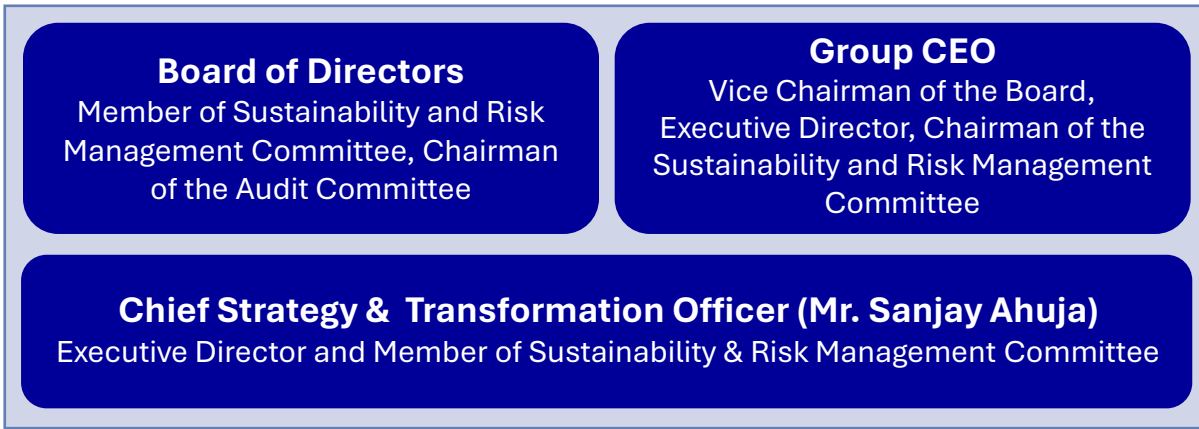 Board of Directors
Member of Sustainability and Risk
Management Committee, Chairman
of the Audit Committee
Group CEO
Vice Chairman of the Board,
Executive Director, Chairman of the
Sustainability and Risk Management
Committee
Chief Strategy &  Transformation Officer (Mr. Sanjay Ahuja)
Executive Director and Member of Sustainability & Risk Management Committee